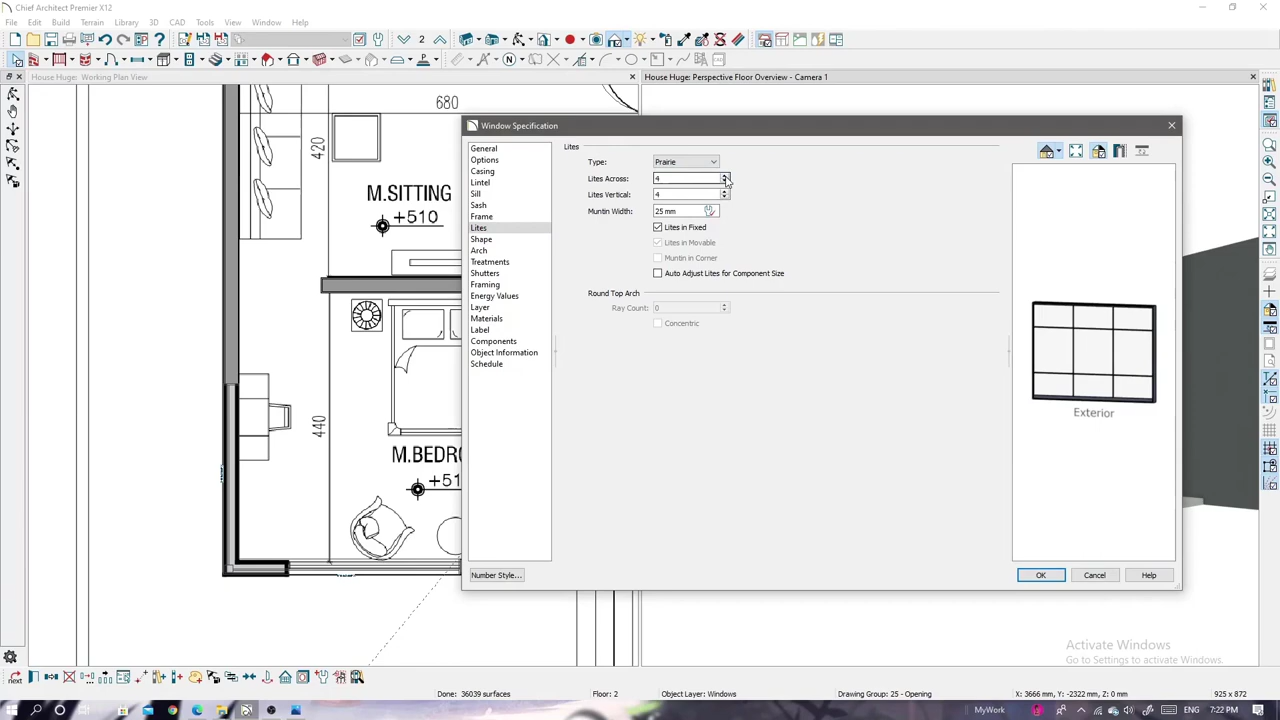 Chief Architect Premier X12
File Edit Build Terrain Library 3D CAD Tools View Window Help
2
House Huge: Working Plan View
House Huge: Perspective Floor Overview - Camera 1
680
420
M.SITTING
+510
440
M.BEDR
+51
Window Specification
General
Options
Casing
Lintel
Sill
Sash
Frame
Lites
Shape
Arch
Treatments
Shutters
Framing
Energy Values
Layer
Materials
Label
Components
Object Information
Schedule
Lites
Type: Prairie
Lites Across: 4
Lites Vertical: 4
Muntin Width: 25 mm
Lites in Fixed
Lites in Movable
Muntin in Corner
Auto Adjust Lites for Component Size
Round Top Arch
Ray Count: 0
Concentric
Exterior
Number Style...
OK Cancel Help
Activate Windows
Go to Settings to activate Windows.
next
Done: 36039 surfaces Floor: 2 Object Layer: Windows Drawing Group: 25 - Opening X: 3666 mm, Y: -2322 mm, Z: 0 mm 925 x 872
MyWork 7:22 PM